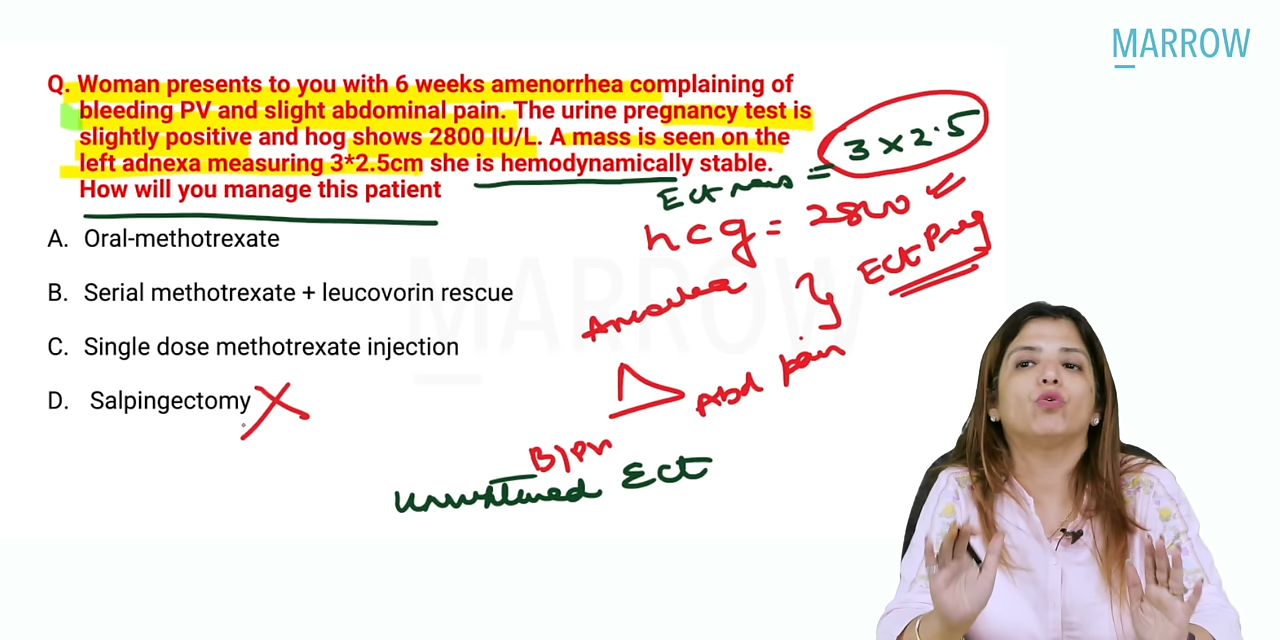 MARROW
Q. Woman presents to you with 6 weeks amenorrhea complaining of
bleeding PV and slight abdominal pain. The urine pregnancy test is
slightly positive and hog shows 2800 IU/L. A mass is seen on the
left adnexa measuring 3*2.5cm she is hemodynamically stable.
How will you manage this patient
A. Oral-methotrexate
B. Serial methotrexate + leucovorin rescue
C. Single dose methotrexate injection
D. Salpingectomy
Ect mass = 3 x 2.5
hcg = 2800
Ect Preg
Abd pain
B/PV
Ect
MARROW